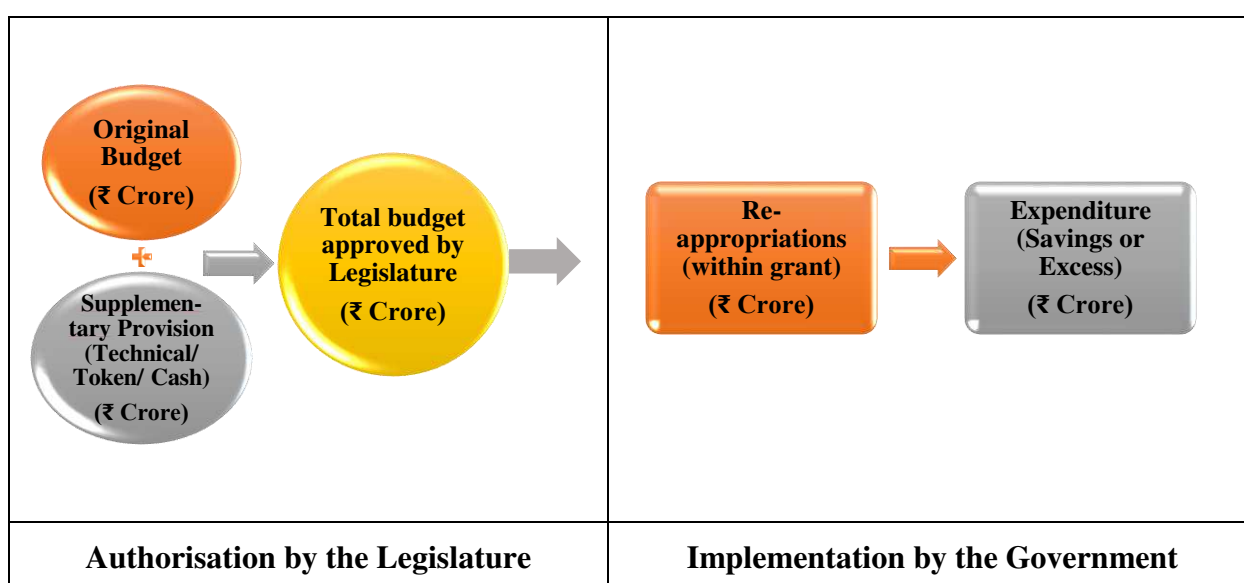 Original
Budget
(₹ Crore)
Supplemen-
tary Provision
(Technical/
Token/ Cash)
(₹ Crore)
Total budget
approved by
Legislature
(₹ Crore)
Re-
appropriations
(within grant)
(₹ Crore)
Expenditure
(Savings or
Excess)
(₹ Crore)
Authorisation by the Legislature
Implementation by the Government